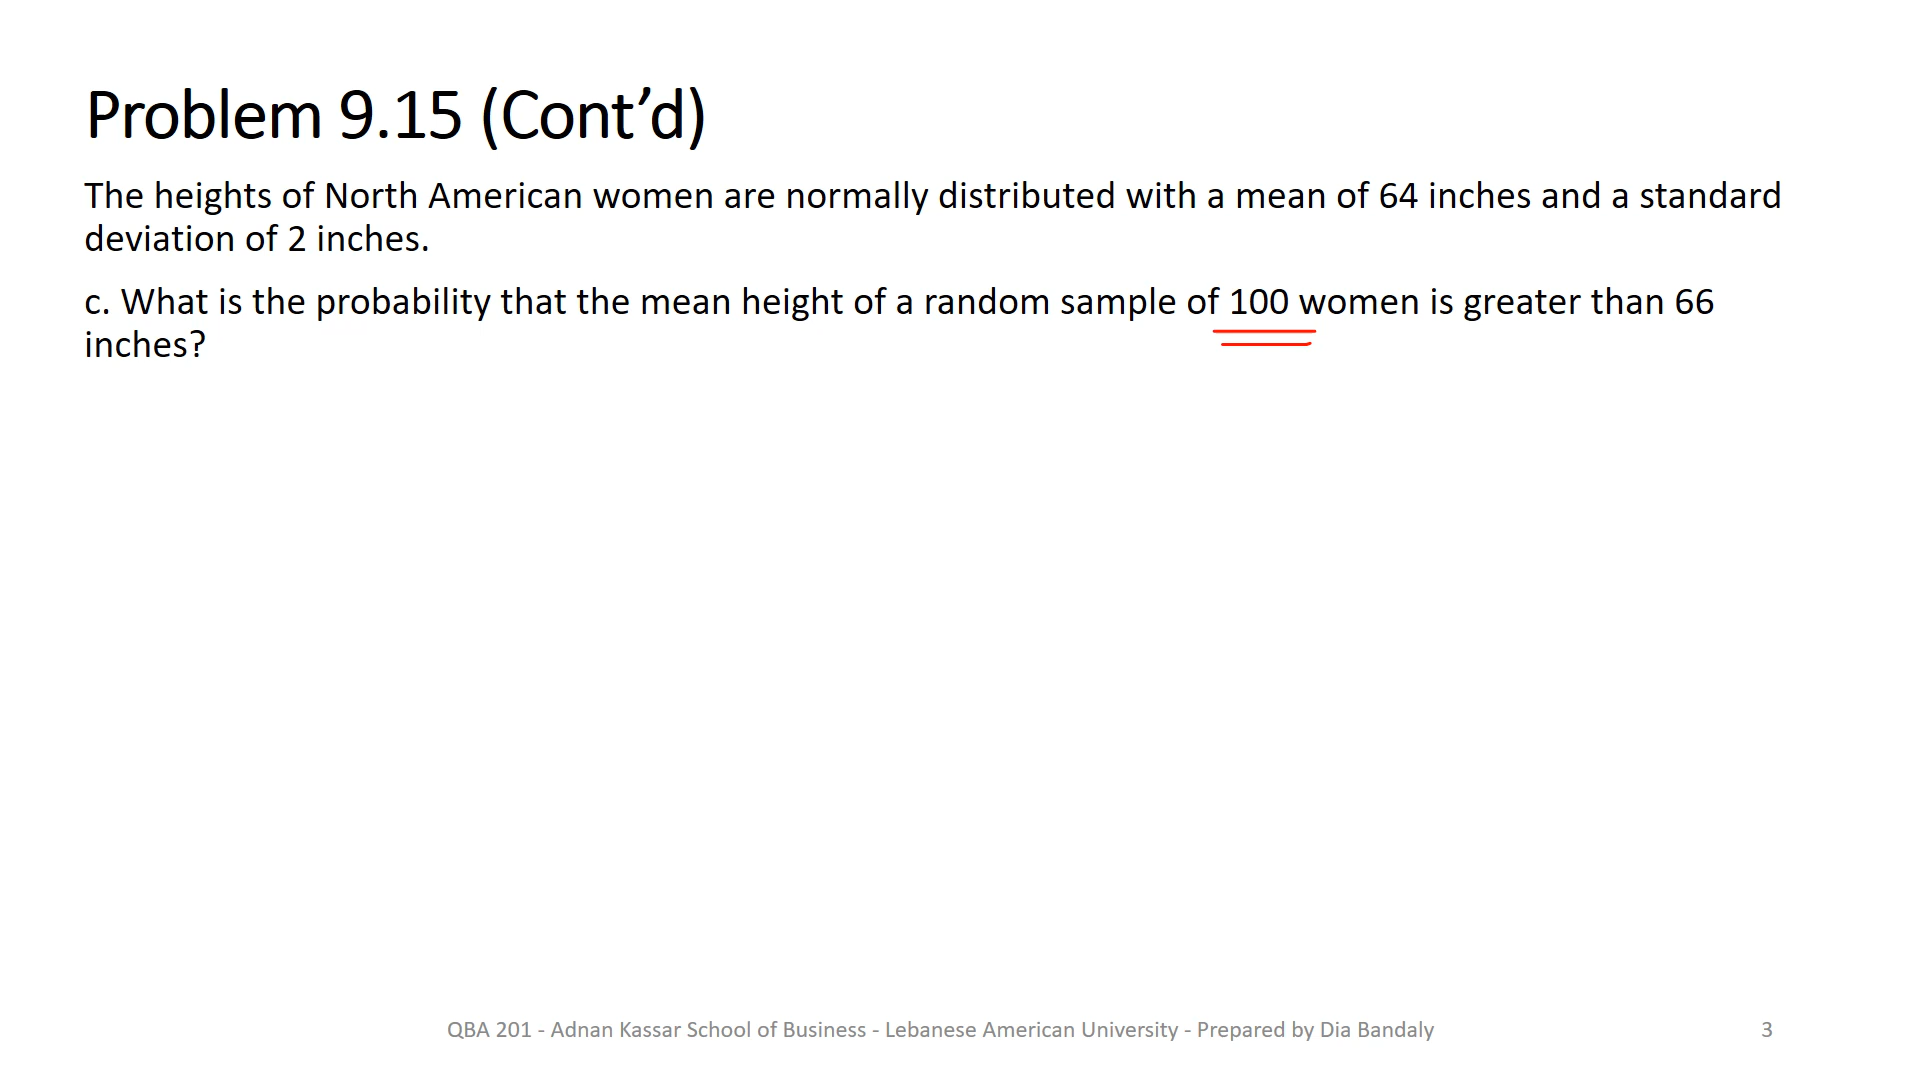 Problem 9.15 (Cont’d)
The heights of North American women are normally distributed with a mean of 64 inches and a standard
deviation of 2 inches.
c. What is the probability that the mean height of a random sample of 100 women is greater than 66
inches?
QBA 201 - Adnan Kassar School of Business - Lebanese American University - Prepared by Dia Bandaly
3